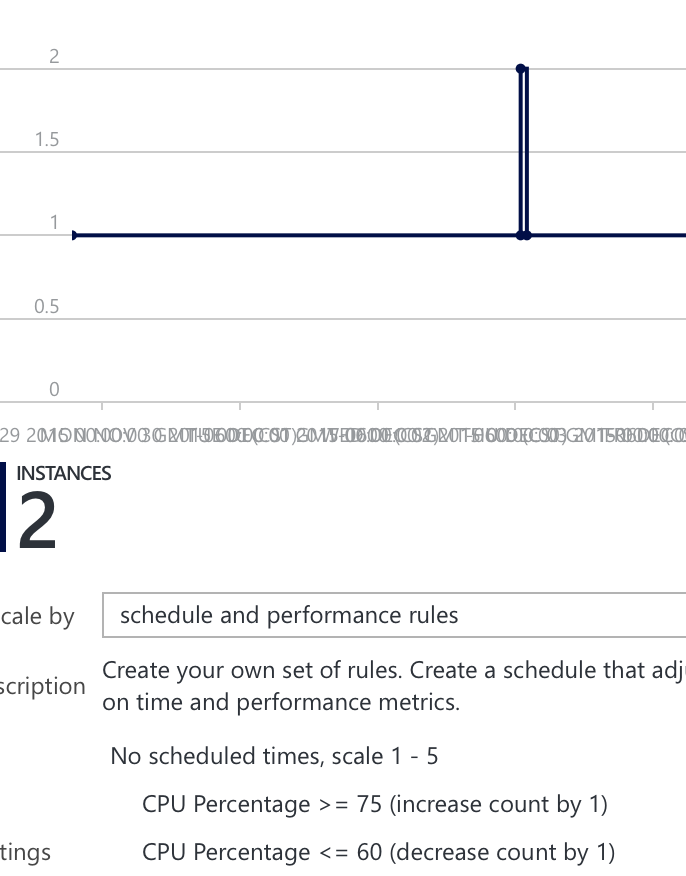 2
1.5
1
0.5
0
INSTANCES
2
cale by
schedule and performance rules
scription
Create your own set of rules. Create a schedule that adj
on time and performance metrics.
No scheduled times, scale 1 - 5
CPU Percentage >= 75 (increase count by 1)
tings
CPU Percentage <= 60 (decrease count by 1)